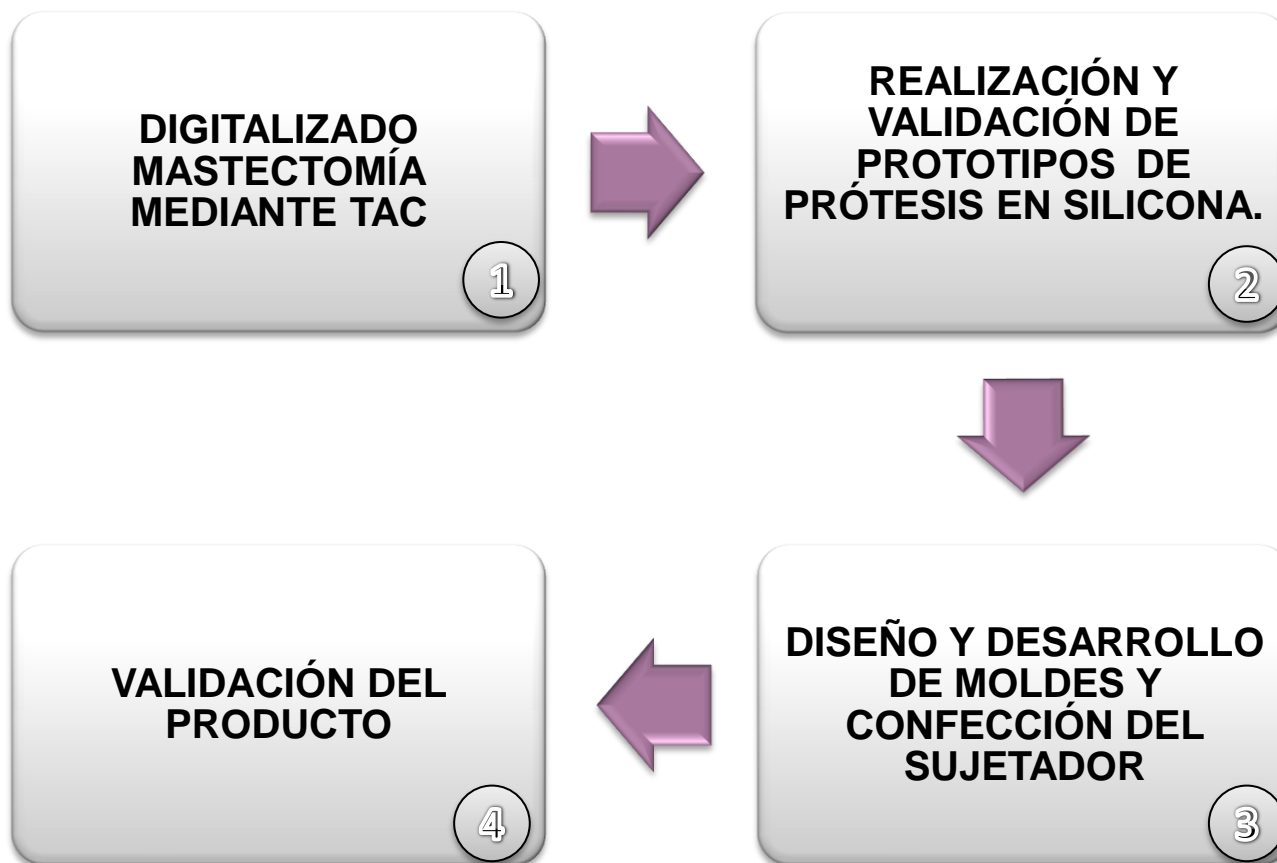 DIGITALIZADO
MASTECTOMÍA
MEDIANTE TAC
1
REALIZACIÓN Y
VALIDACIÓN DE
PROTOTIPOS DE
PRÓTESIS EN SILICONA.
2
DISEÑO Y DESARROLLO
DE MOLDES Y
CONFECCIÓN DEL
SUJETADOR
3
VALIDACIÓN DEL
PRODUCTO
4